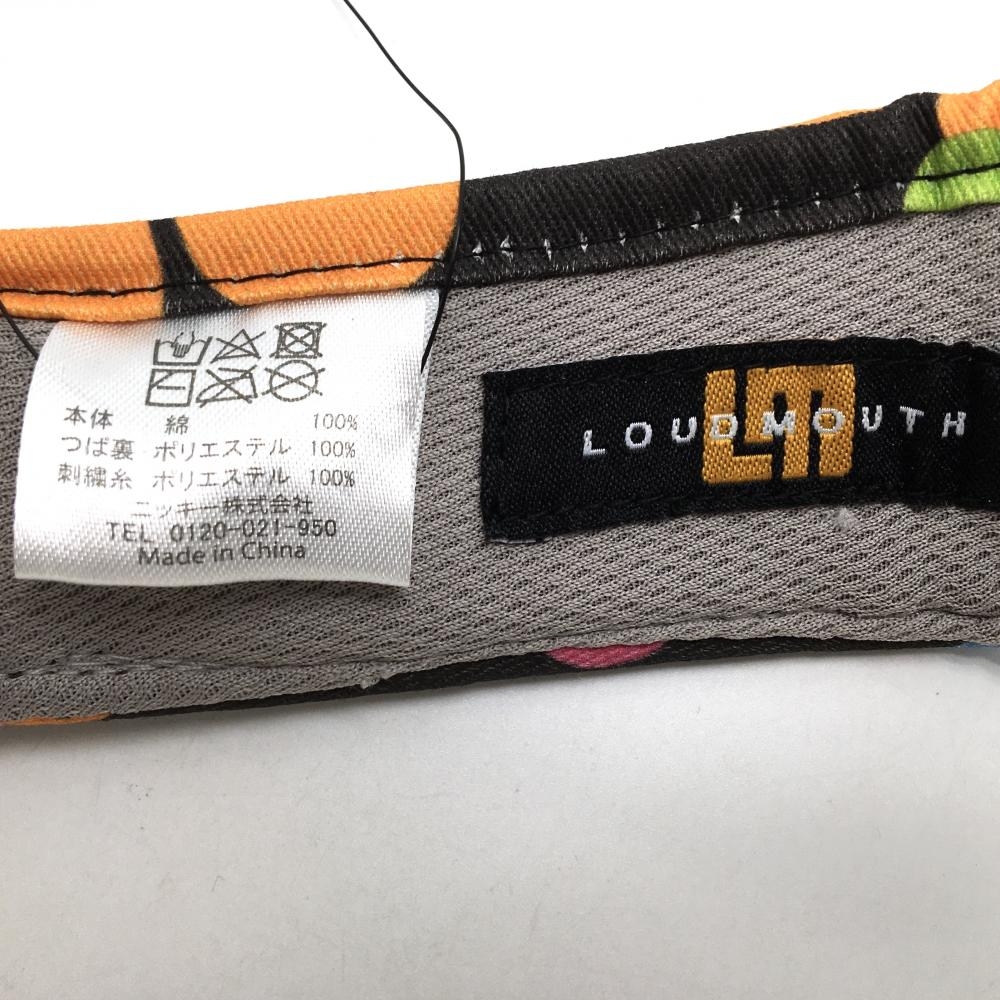 本体 綿 100%
つば裏 ポリエステル 100%
刺繍糸 ポリエステル 100%
ニッキー株式会社
TEL 0120-021-950
Made in China
LM
LOUDMOUTH